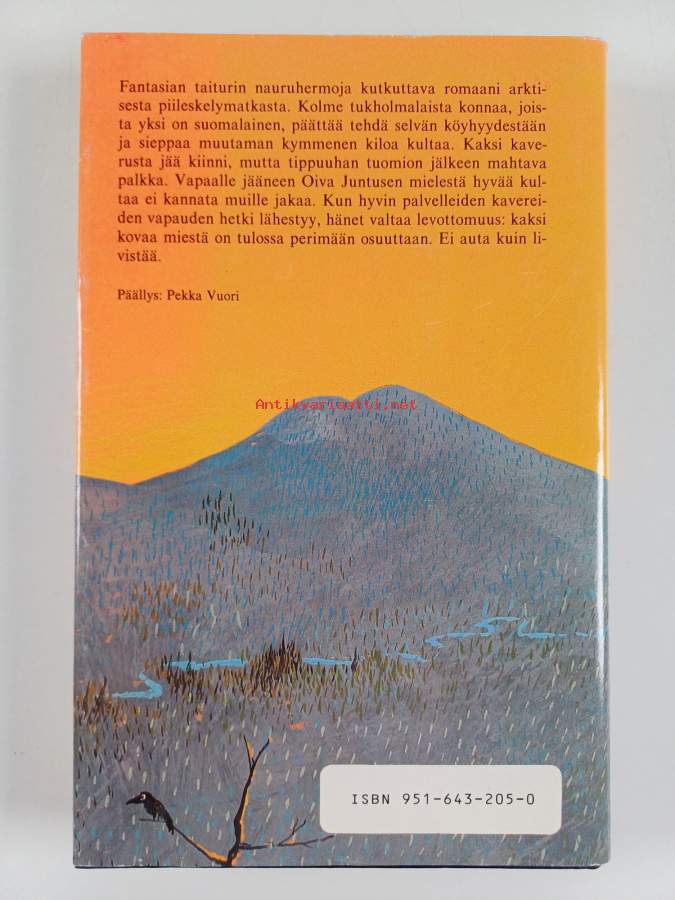 Fantasian taiturin nauruhermoja kutkuttava romaani arkti-
sesta piileskelymatkasta. Kolme tukholmalaista konnaa, jois-
ta yksi on suomalainen, päättää tehdä selvän köyhyydestään
ja sieppaa muutaman kymmenen kiloa kultaa. Kaksi kave-
rusta jää kiinni, mutta tippuuhan tuomion jälkeen mahtava
palkka. Vapaalle jääneen Oiva Juntusen mielestä hyvää kul-
taa ei kannata muille jakaa. Kun hyvin palvelleiden kaverei-
den vapauden hetki lähestyy, hänet valtaa levottomuus: kaksi
kovaa miestä on tulossa perimään osuuttaan. Ei auta kuin li-
vistää.
Päällys: Pekka Vuori
Antikvariaatti.net
ISBN 951-643-205-0